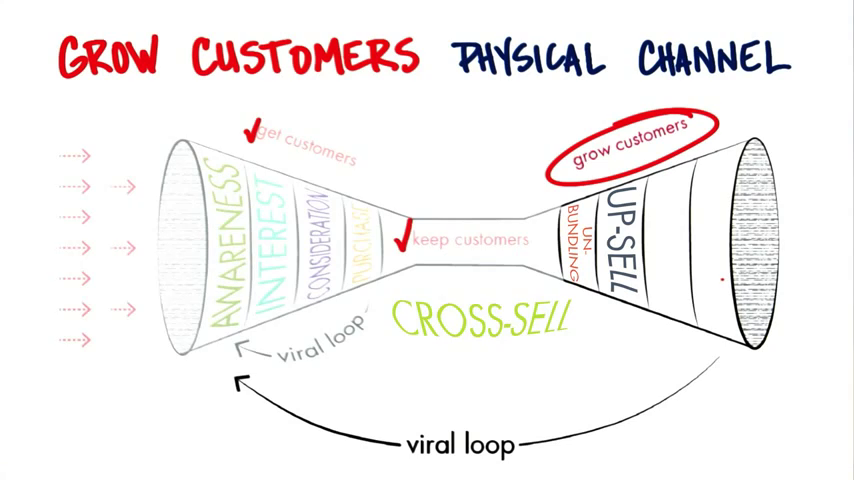 GROW CUSTOMERS PHYSICAL CHANNEL
get customers
grow customers
AWARENESS
INTEREST
CONSIDERATION
PURCHASE
keep customers
UN-
BUNDLING
UP-SELL
CROSS-SELL
viral loop
viral loop